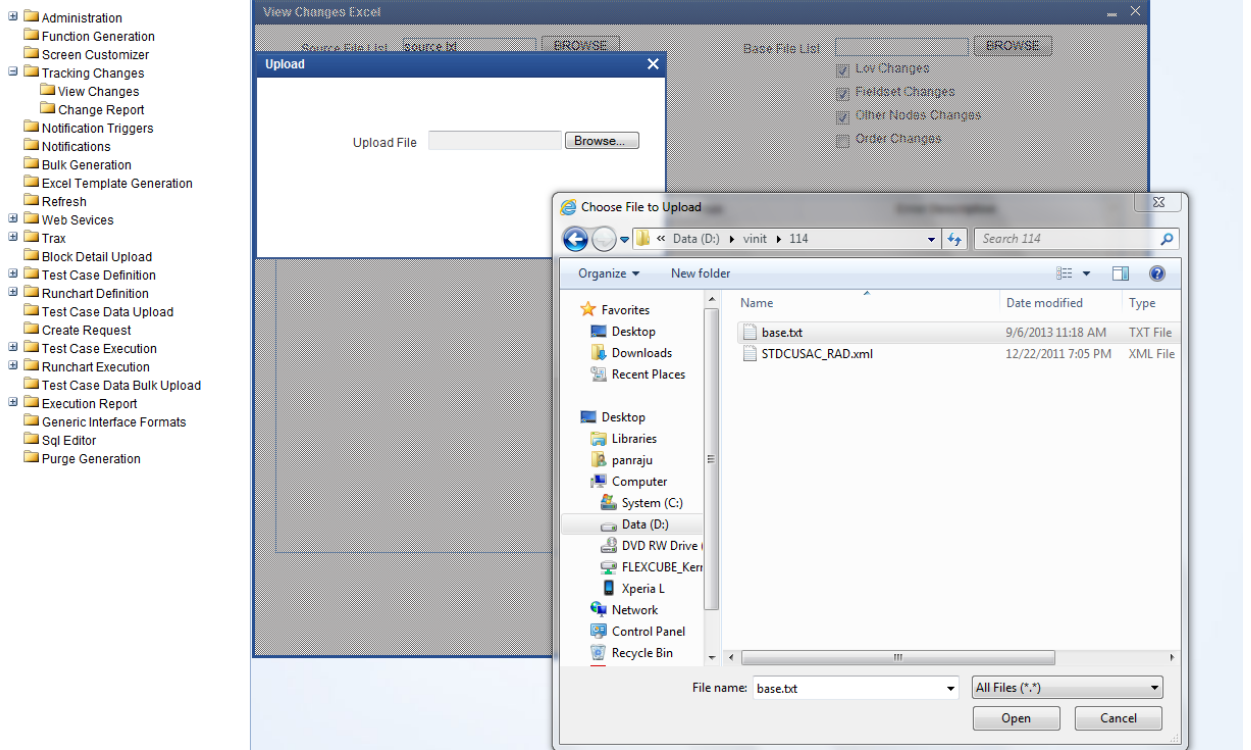 Administration
Function Generation
Screen Customizer
Tracking Changes
View Changes
Change Report
Notification Triggers
Notifications
Bulk Generation
Excel Template Generation
Refresh
Web Sevices
Trax
Block Detail Upload
Test Case Definition
Runchart Definition
Test Case Data Upload
Create Request
Test Case Execution
Runchart Execution
Test Case Data Bulk Upload
Execution Report
Generic Interface Formats
Sql Editor
Purge Generation
View Changes Excel
Source File List source.txt BROWSE Base File List BROWSE
Lov Changes
Fieldset Changes
Other Nodes Changes
Order Changes
Upload
Upload File Browse...
Choose File to Upload
« Data (D:) vinit 114 Search 114
Organize New folder
Name Date modified Type
base.txt 9/6/2013 11:18 AM TXT File
STDCUSAC_RAD.xml 12/22/2011 7:05 PM XML File
Favorites
Desktop
Downloads
Recent Places
Desktop
Libraries
panraju
Computer
System (C:)
Data (D:)
DVD RW Drive (
FLEXCUBE_Kern
Xperia L
Network
Control Panel
Recycle Bin
File name: base.txt All Files (*.*)
Open Cancel